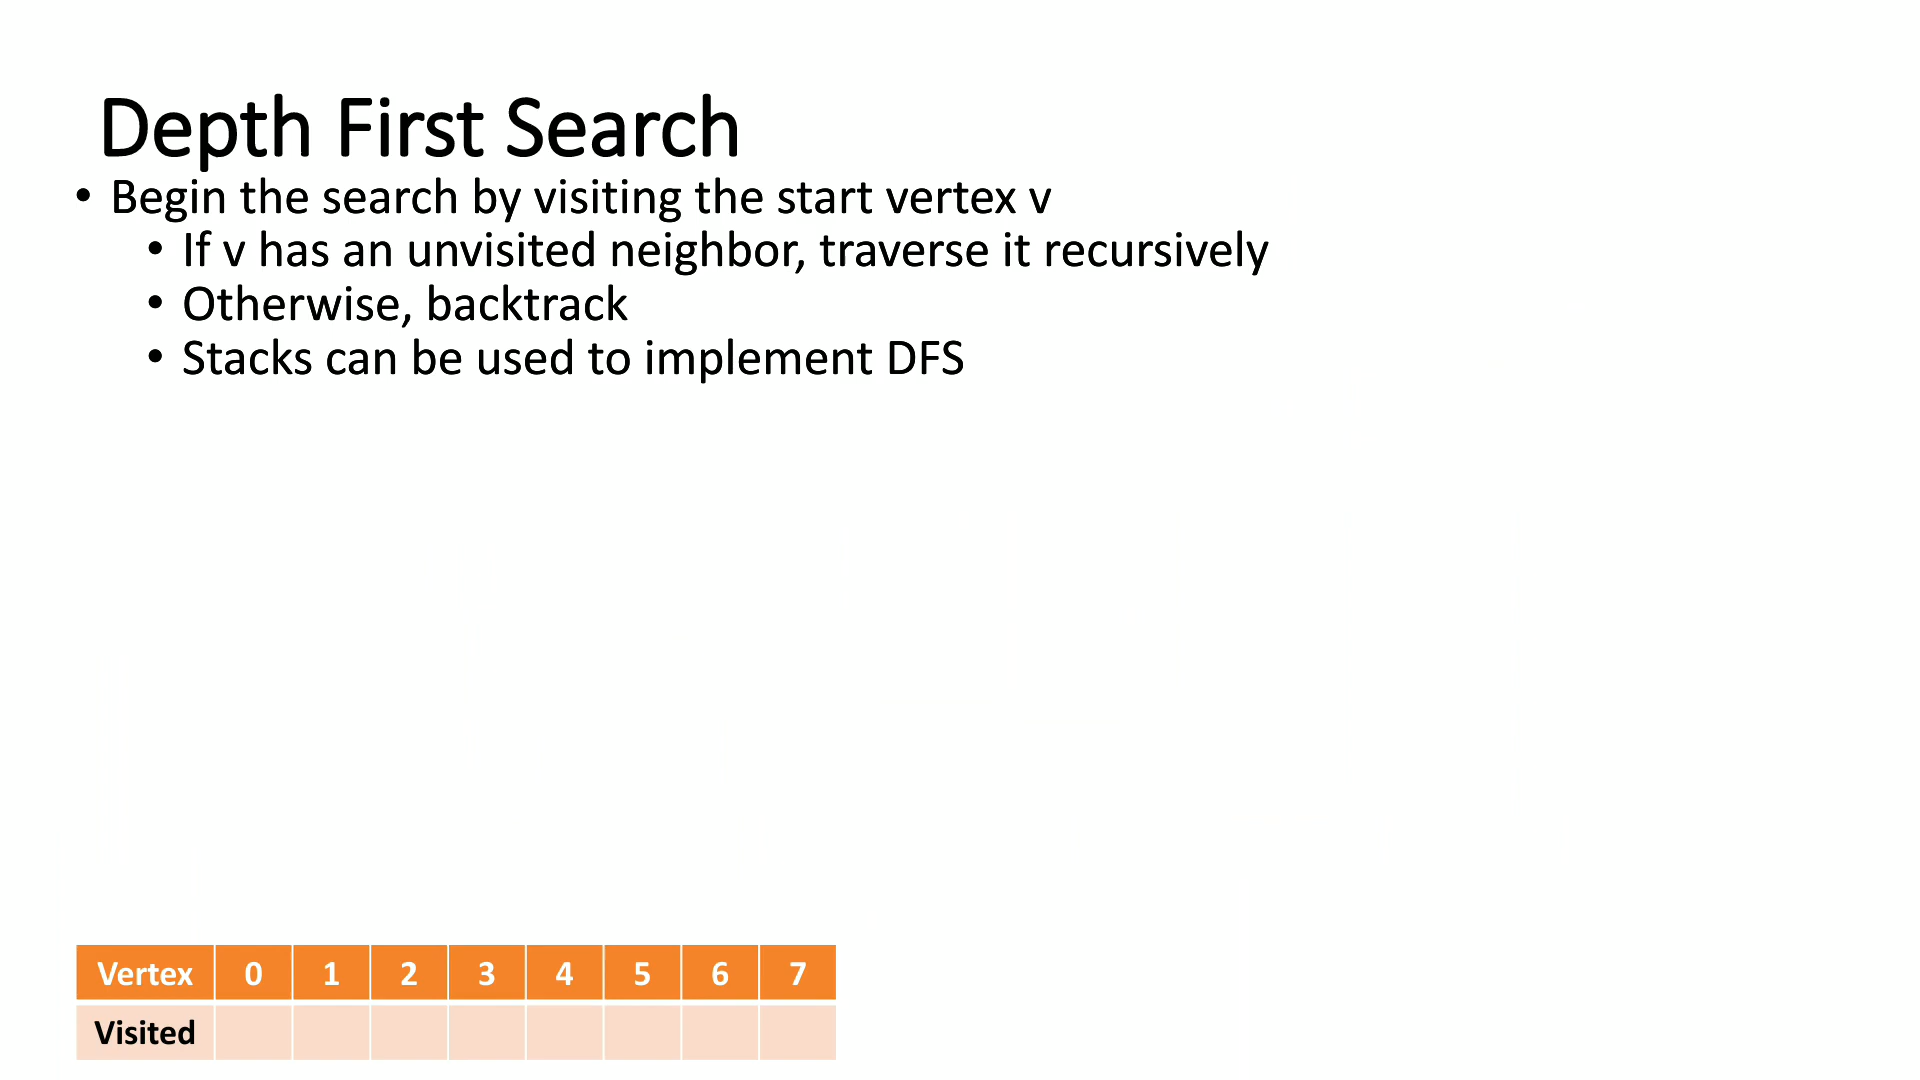 Depth First Search
• Begin the search by visiting the start vertex v
• If v has an unvisited neighbor, traverse it recursively
• Otherwise, backtrack
• Stacks can be used to implement DFS
Vertex 0 1 2 3 4 5 6 7
Visited